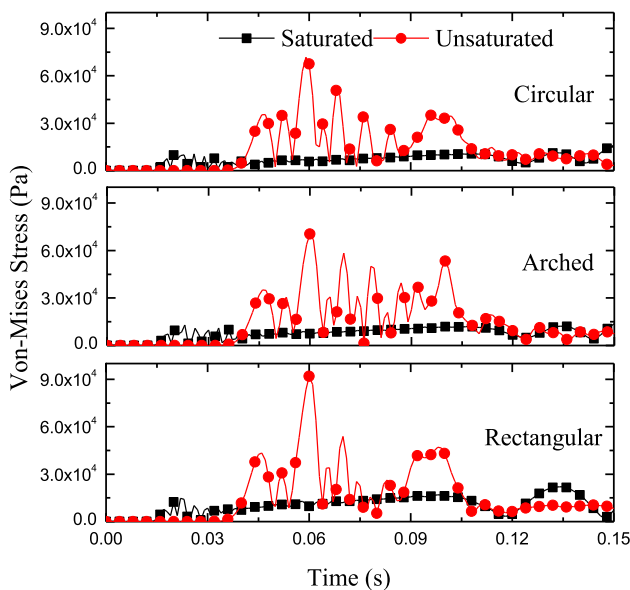 Saturated Unsaturated
9.0x10⁴
6.0x10⁴
3.0x10⁴
0.0
Circular
9.0x10⁴
6.0x10⁴
3.0x10⁴
0.0
Arched
9.0x10⁴
6.0x10⁴
3.0x10⁴
0.0
Rectangular
Von-Mises Stress (Pa)
0.00 0.03 0.06 0.09 0.12 0.15
Time (s)